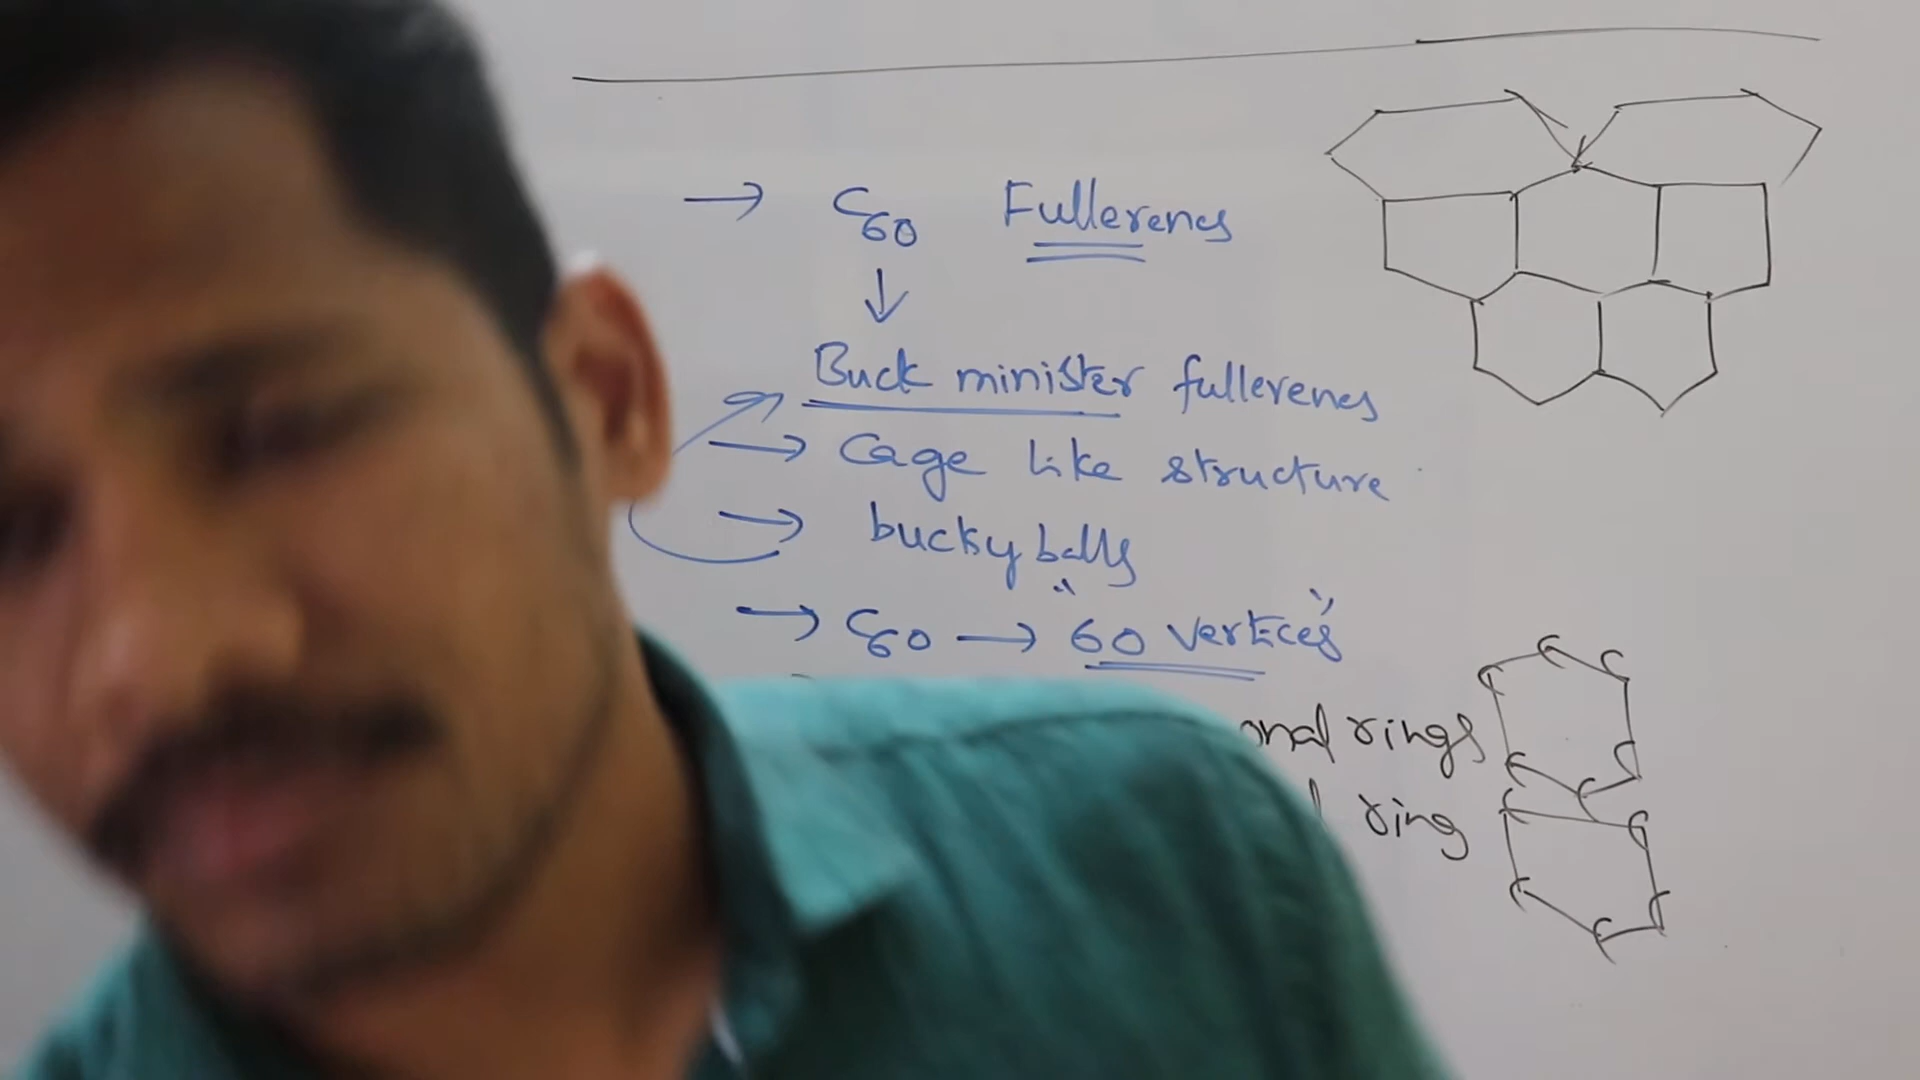 → C60 Fullerenes
↓
Buck minister fullerenes
→ Cage like structure
→ bucky balls
→ C60 → "60 vertices"
onal rings
ring